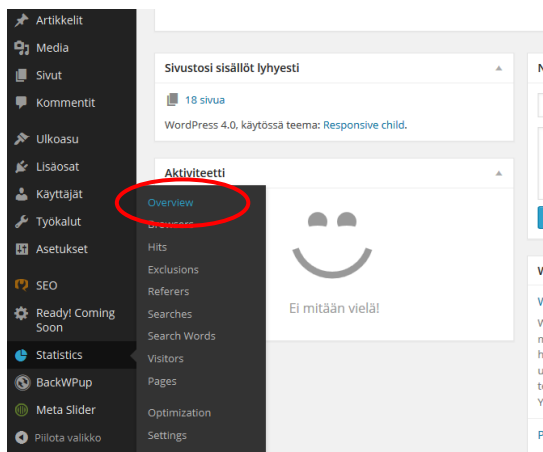 Artikkelit
Media
Sivut
Kommentit
Ulkoasu
Lisäosat
Käyttäjät
Työkalut
Asetukset
SEO
Ready! Coming
Soon
Statistics
BackWPup
Meta Slider
Piilota valikko
Overview
Browsers
Hits
Exclusions
Referers
Searches
Search Words
Visitors
Pages
Optimization
Settings
Sivustosi sisällöt lyhyesti
18 sivua
WordPress 4.0, käytössä teema: Responsive child.
Aktiviteetti
Ei mitään vielä!